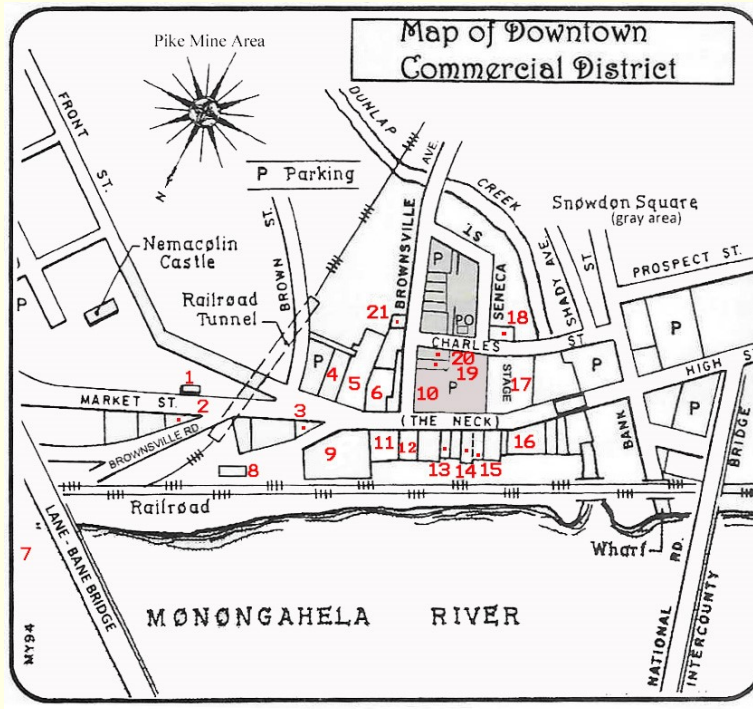 Map of Downtown
Commercial District
Pike Mine Area
N
P Parking
FRONT ST.
DUNLAP CREEK
BROWNSVILLE AVE.
Snowdon Square
(gray area)
Nemacolin
Castle
Railroad
Tunnel
BROWN ST.
ST
SENECA
SHADY AVE.
ST
PROSPECT ST.
P
P
PO
21
18
P
CHARLES ST
P
P
4
5
6
20
19
10
P
STAGE
17
HIGH ST.
1
MARKET ST.
2
3
(THE NECK)
P
BROWNSVILLE RD
BANK
BRIDGE
11
12
13
14
15
16
9
8
Railroad
Wharf
RD.
7
"
LANE - BANE BRIDGE
MONONGAHELA RIVER
NATIONAL
INTERCOUNTY
MY94